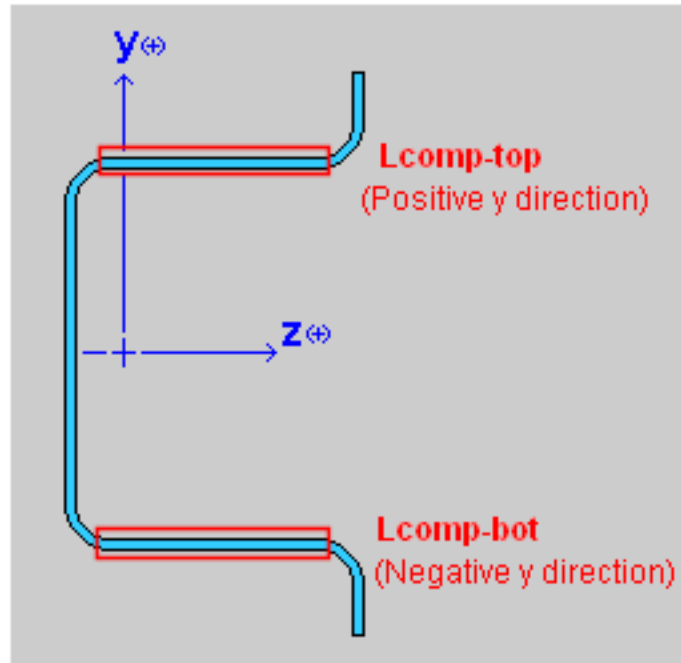 y(+)
Lcomp-top
(Positive y direction)
z(+)
Lcomp-bot
(Negative y direction)